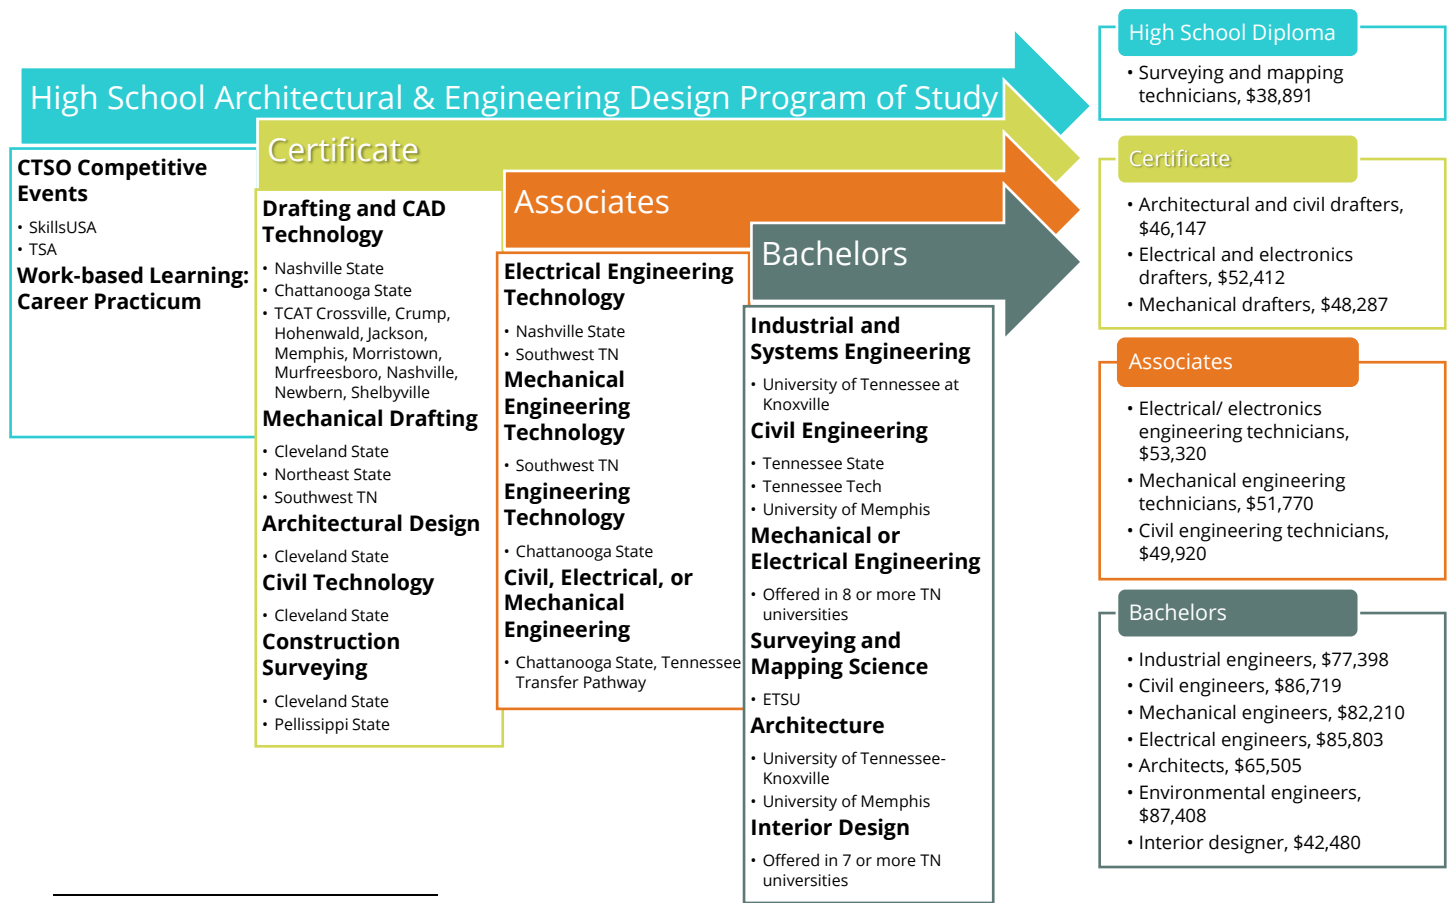 High School Architectural & Engineering Design Program of Study
CTSO Competitive
Events
• SkillsUSA
• TSA
Work-based Learning:
Career Practicum
Certificate
Drafting and CAD
Technology
• Nashville State
• Chattanooga State
• TCAT Crossville, Crump,
Hohenwald, Jackson,
Memphis, Morristown,
Murfreesboro, Nashville,
Newbern, Shelbyville
Mechanical Drafting
• Cleveland State
• Northeast State
• Southwest TN
Architectural Design
• Cleveland State
Civil Technology
• Cleveland State
Construction
Surveying
• Cleveland State
• Pellissippi State
Associates
Electrical Engineering
Technology
• Nashville State
• Southwest TN
Mechanical
Engineering
Technology
• Southwest TN
Engineering
Technology
• Chattanooga State
Civil, Electrical, or
Mechanical
Engineering
• Chattanooga State, Tennessee
Transfer Pathway
Bachelors
Industrial and
Systems Engineering
• University of Tennessee at
Knoxville
Civil Engineering
• Tennessee State
• Tennessee Tech
• University of Memphis
Mechanical or
Electrical Engineering
• Offered in 8 or more TN
universities
Surveying and
Mapping Science
• ETSU
Architecture
• University of Tennessee-
Knoxville
• University of Memphis
Interior Design
• Offered in 7 or more TN
universities
High School Diploma
• Surveying and mapping
technicians, $38,891
Certificate
• Architectural and civil drafters,
$46,147
• Electrical and electronics
drafters, $52,412
• Mechanical drafters, $48,287
Associates
• Electrical/ electronics
engineering technicians,
$53,320
• Mechanical engineering
technicians, $51,770
• Civil engineering technicians,
$49,920
Bachelors
• Industrial engineers, $77,398
• Civil engineers, $86,719
• Mechanical engineers, $82,210
• Electrical engineers, $85,803
• Architects, $65,505
• Environmental engineers,
$87,408
• Interior designer, $42,480